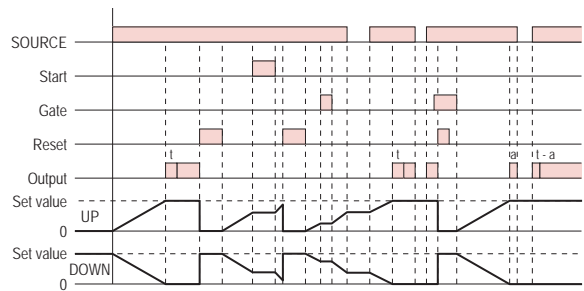 SOURCE
Start
Gate
Reset
t t a t - a
Output
Set value
UP
0
Set value
DOWN
0